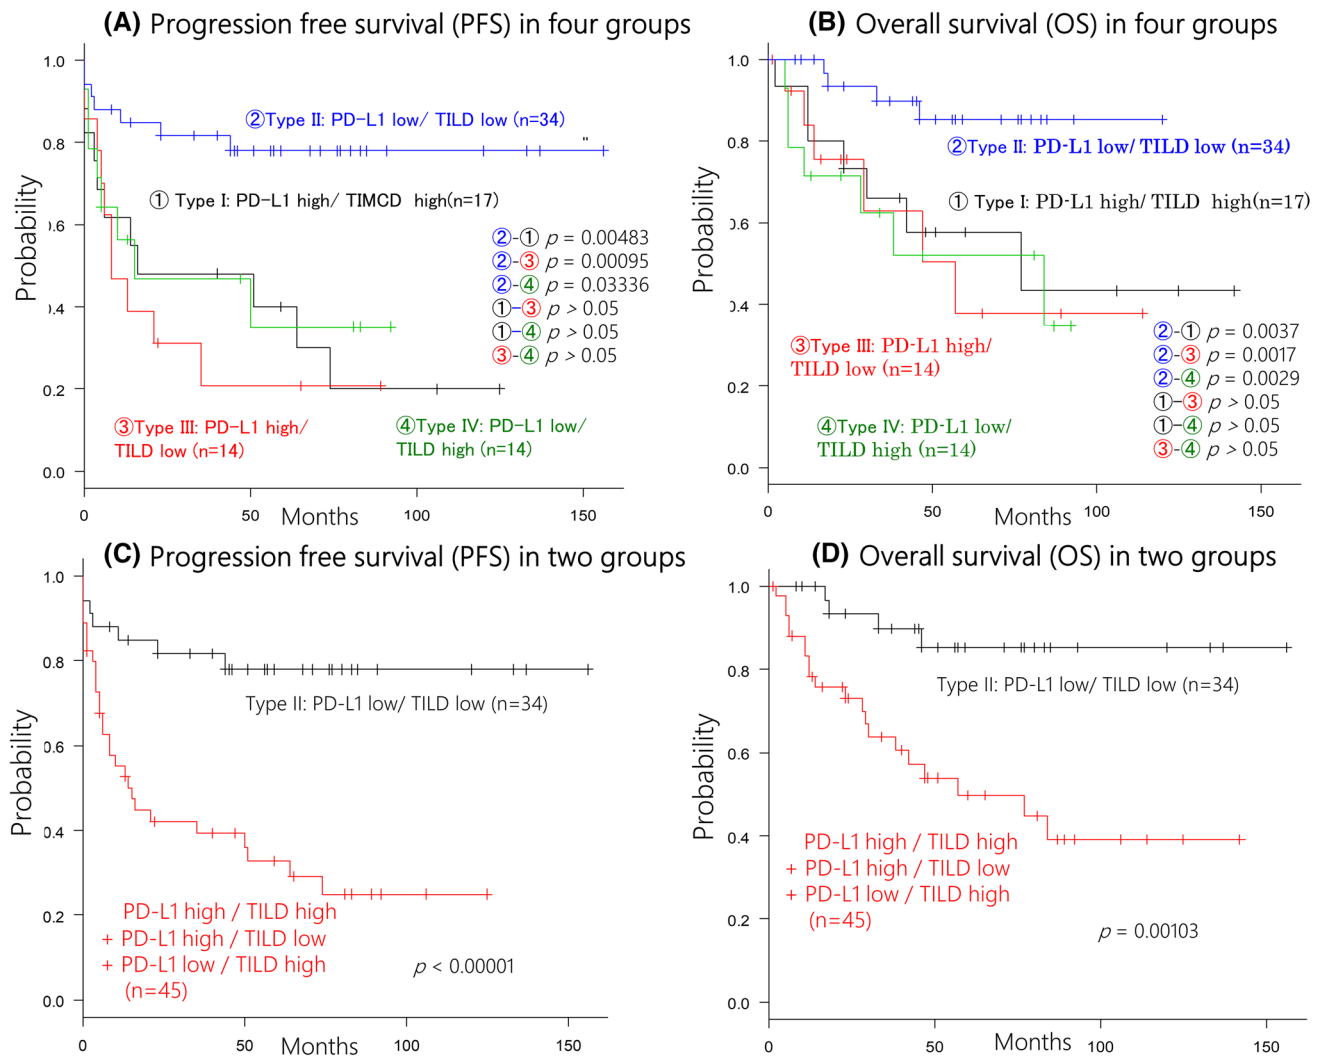 (A) Progression free survival (PFS) in four groups
1.0
0.8
0.6
0.4
0.2
0.0
Probability
②Type II: PD-L1 low/ TILD low (n=34)
"
① Type I: PD-L1 high/ TIMCD high(n=17)
②-① p = 0.00483
②-③ p = 0.00095
②-④ p = 0.03336
①-③ p > 0.05
①-④ p > 0.05
③-④ p > 0.05
③Type III: PD-L1 high/
TILD low (n=14)
④Type IV: PD-L1 low/
TILD high (n=14)
0 50 100 150
Months
(B) Overall survival (OS) in four groups
1.0
0.8
0.6
0.4
0.2
0.0
Probability
②Type II: PD-L1 low/ TILD low (n=34)
① Type I: PD-L1 high/ TILD high(n=17)
③Type III: PD-L1 high/
TILD low (n=14)
②-① p = 0.0037
②-③ p = 0.0017
②-④ p = 0.0029
①-③ p > 0.05
①-④ p > 0.05
③-④ p > 0.05
④Type IV: PD-L1 low/
TILD high (n=14)
0 50 100 150
Months
(C) Progression free survival (PFS) in two groups
1.0
0.8
0.6
0.4
0.2
0.0
Probability
Type II: PD-L1 low/ TILD low (n=34)
PD-L1 high / TILD high
+ PD-L1 high / TILD low
+ PD-L1 low / TILD high
(n=45)
p < 0.00001
0 50 100 150
Months
(D) Overall survival (OS) in two groups
1.0
0.8
0.6
0.4
0.2
0.0
Probability
Type II: PD-L1 low/ TILD low (n=34)
PD-L1 high / TILD high
+ PD-L1 high / TILD low
+ PD-L1 low / TILD high
(n=45)
p = 0.00103
0 50 100 150
Months